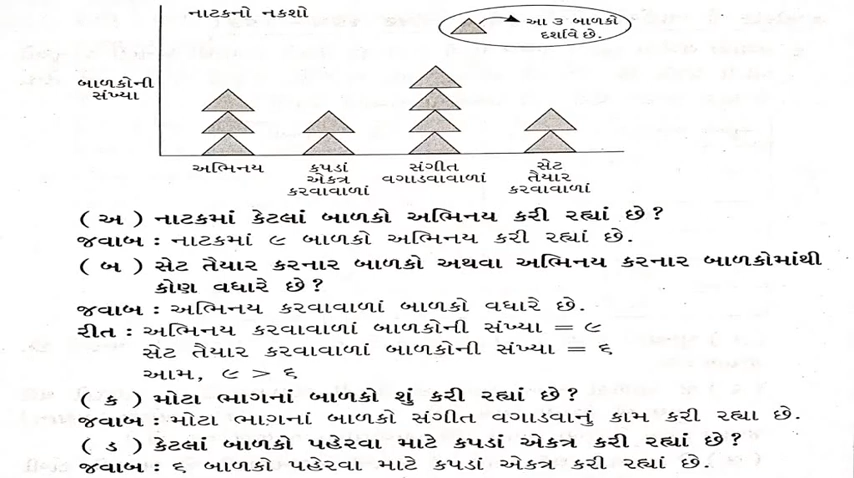 નાટકનો નકશો
આ ૩ બાળકો
દર્શાવે છે.
બાળકોની
સંખ્યા
અભિનય
કપડાં
એકત્ર
કરવાવાળાં
સંગીત
વગાડવાવાળાં
સેટ
તૈયાર
કરવાવાળાં
( અ ) નાટકમાં કેટલાં બાળકો અભિનય કરી રહ્યાં છે?
જવાબ : નાટકમાં ૯ બાળકો અભિનય કરી રહ્યાં છે.
( બ ) સેટ તૈયાર કરનાર બાળકો અથવા અભિનય કરનાર બાળકોમાંથી
કોણ વધારે છે?
જવાબ : અભિનય કરવાવાળાં બાળકો વધારે છે.
રીત : અભિનય કરવાવાળાં બાળકોની સંખ્યા = ૯
સેટ તૈયાર કરવાવાળાં બાળકોની સંખ્યા = ૬
આમ, ૯ > ૬
( ક ) મોટા ભાગનાં બાળકો શું કરી રહ્યાં છે?
જવાબ : મોટા ભાગનાં બાળકો સંગીત વગાડવાનું કામ કરી રહ્યા છે.
( ડ ) કેટલાં બાળકો પહેરવા માટે કપડાં એકત્ર કરી રહ્યાં છે?
જવાબ : ૬ બાળકો પહેરવા માટે કપડાં એકત્ર કરી રહ્યાં છે.